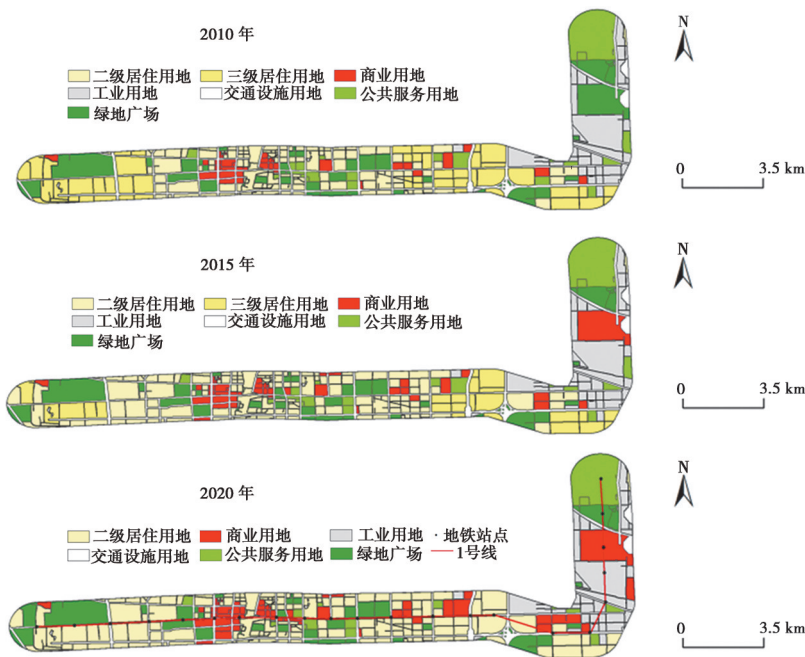 2010 年
N
二级居住用地 三级居住用地 商业用地
工业用地 交通设施用地 公共服务用地
绿地广场
0 3.5 km
2015 年
N
二级居住用地 三级居住用地 商业用地
工业用地 交通设施用地 公共服务用地
绿地广场
0 3.5 km
2020 年
N
二级居住用地 商业用地 工业用地 · 地铁站点
交通设施用地 公共服务用地 绿地广场 1号线
0 3.5 km